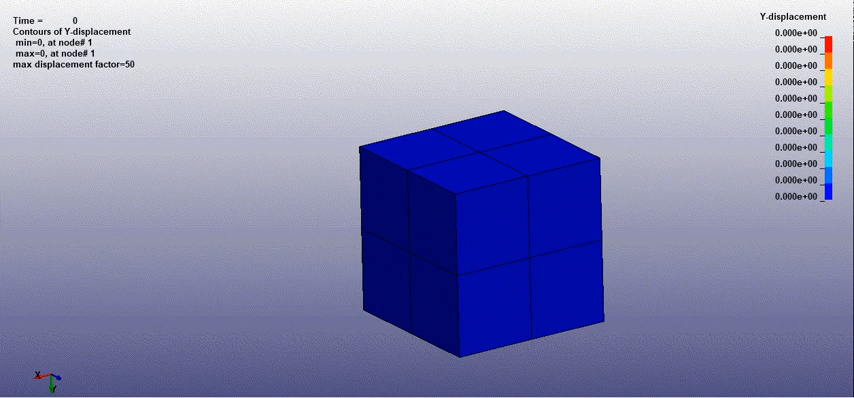 Time =          0
Contours of Y-displacement
min=0, at node# 1
max=0, at node# 1
max displacement factor=50
Y-displacement
0.000e+00
0.000e+00
0.000e+00
0.000e+00
0.000e+00
0.000e+00
0.000e+00
0.000e+00
0.000e+00
0.000e+00
0.000e+00
X
Y